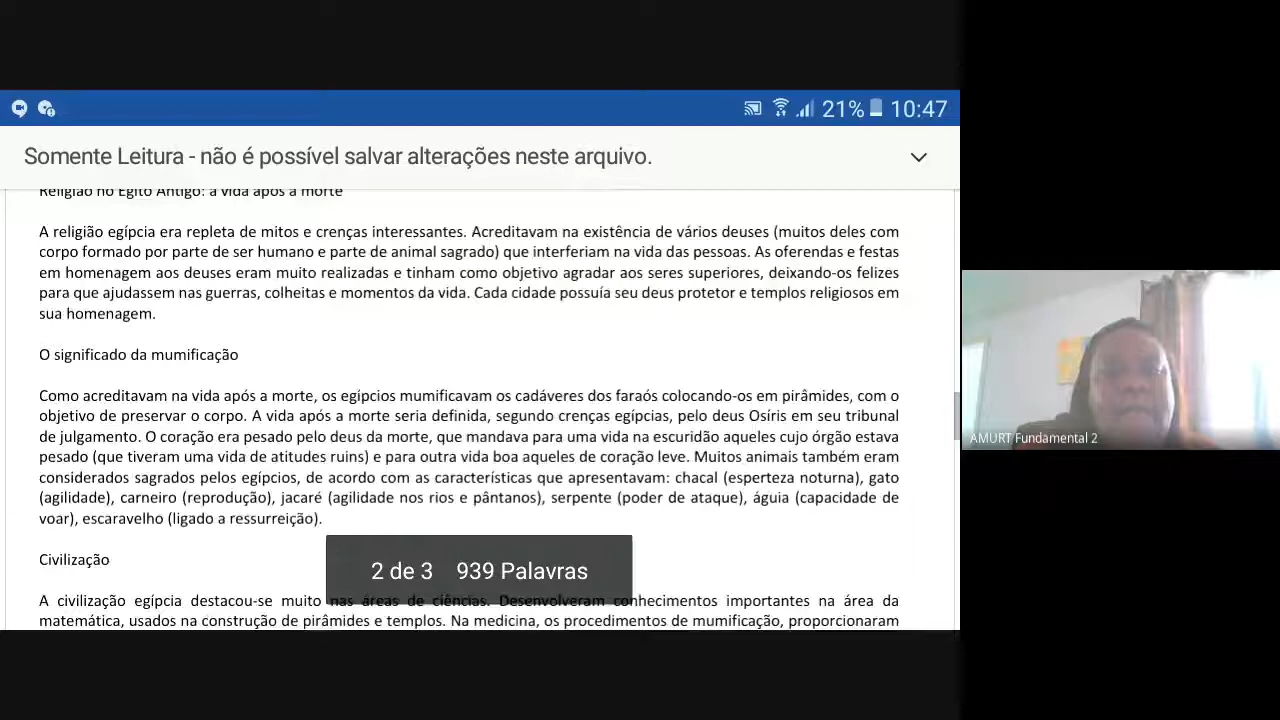 21% 10:47
Somente Leitura - não é possível salvar alterações neste arquivo.
Religião no Egito Antigo: a vida após a morte
A religião egípcia era repleta de mitos e crenças interessantes. Acreditavam na existência de vários deuses (muitos deles com
corpo formado por parte de ser humano e parte de animal sagrado) que interferiam na vida das pessoas. As oferendas e festas
em homenagem aos deuses eram muito realizadas e tinham como objetivo agradar aos seres superiores, deixando-os felizes
para que ajudassem nas guerras, colheitas e momentos da vida. Cada cidade possuía seu deus protetor e templos religiosos em
sua homenagem.
O significado da mumificação
Como acreditavam na vida após a morte, os egípcios mumificavam os cadáveres dos faraós colocando-os em pirâmides, com o
objetivo de preservar o corpo. A vida após a morte seria definida, segundo crenças egípcias, pelo deus Osíris em seu tribunal
de julgamento. O coração era pesado pelo deus da morte, que mandava para uma vida na escuridão aqueles cujo órgão estava
pesado (que tiveram uma vida de atitudes ruins) e para outra vida boa aqueles de coração leve. Muitos animais também eram
considerados sagrados pelos egípcios, de acordo com as características que apresentavam: chacal (esperteza noturna), gato
(agilidade), carneiro (reprodução), jacaré (agilidade nos rios e pântanos), serpente (poder de ataque), águia (capacidade de
voar), escaravelho (ligado a ressurreição).
Civilização
2 de 3 939 Palavras
A civilização egípcia destacou-se muito nas áreas de ciências. Desenvolveram conhecimentos importantes na área da
matemática, usados na construção de pirâmides e templos. Na medicina, os procedimentos de mumificação, proporcionaram
AMURT Fundamental 2